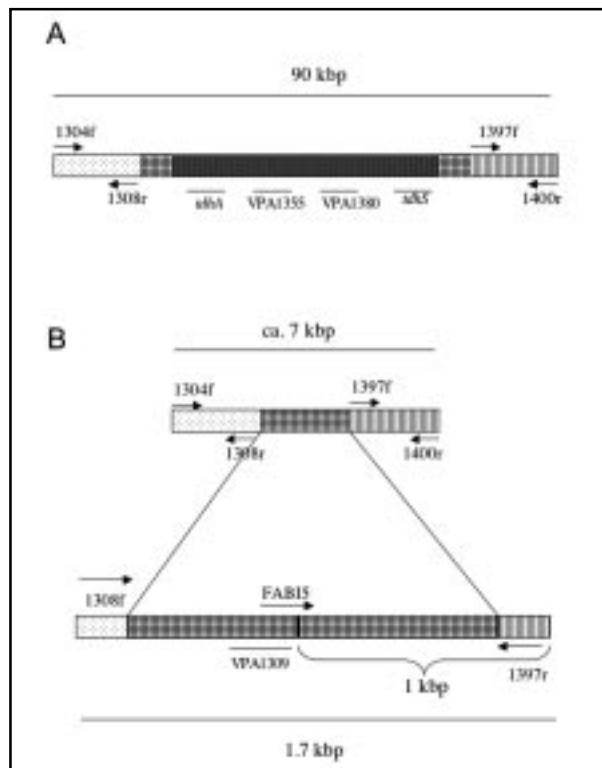 A
90 kbp
1304f
1397f
1308r
tdhA
VPA1355
VPA1380
tdhS
1400r
B
ca. 7 kbp
1304f
1397f
1308r
1400r
1308f
FABI5
VPA1309
1 kbp
1397r
1.7 kbp